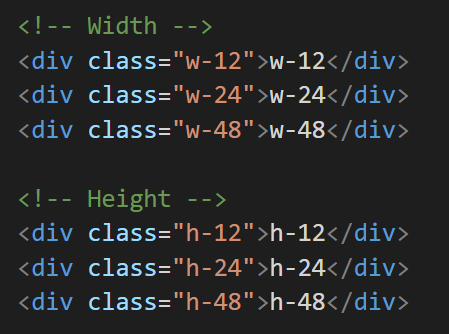 <!-- Width -->
<div class="w-12">w-12</div>
<div class="w-24">w-24</div>
<div class="w-48">w-48</div>
<!-- Height -->
<div class="h-12">h-12</div>
<div class="h-24">h-24</div>
<div class="h-48">h-48</div>